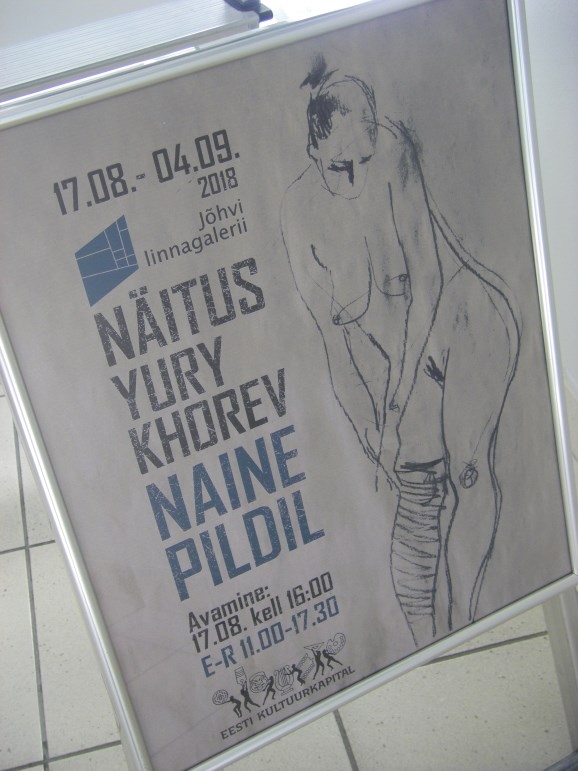 17.08.- 04.09.
2018
Jõhvi
linnagalerii
NÄITUS
YURY
KHOREV
NAINE
PILDIL
Avamine:
17.08. kell 16:00
E-R 11.00-17.30
EESTI KULTUURKAPITAL